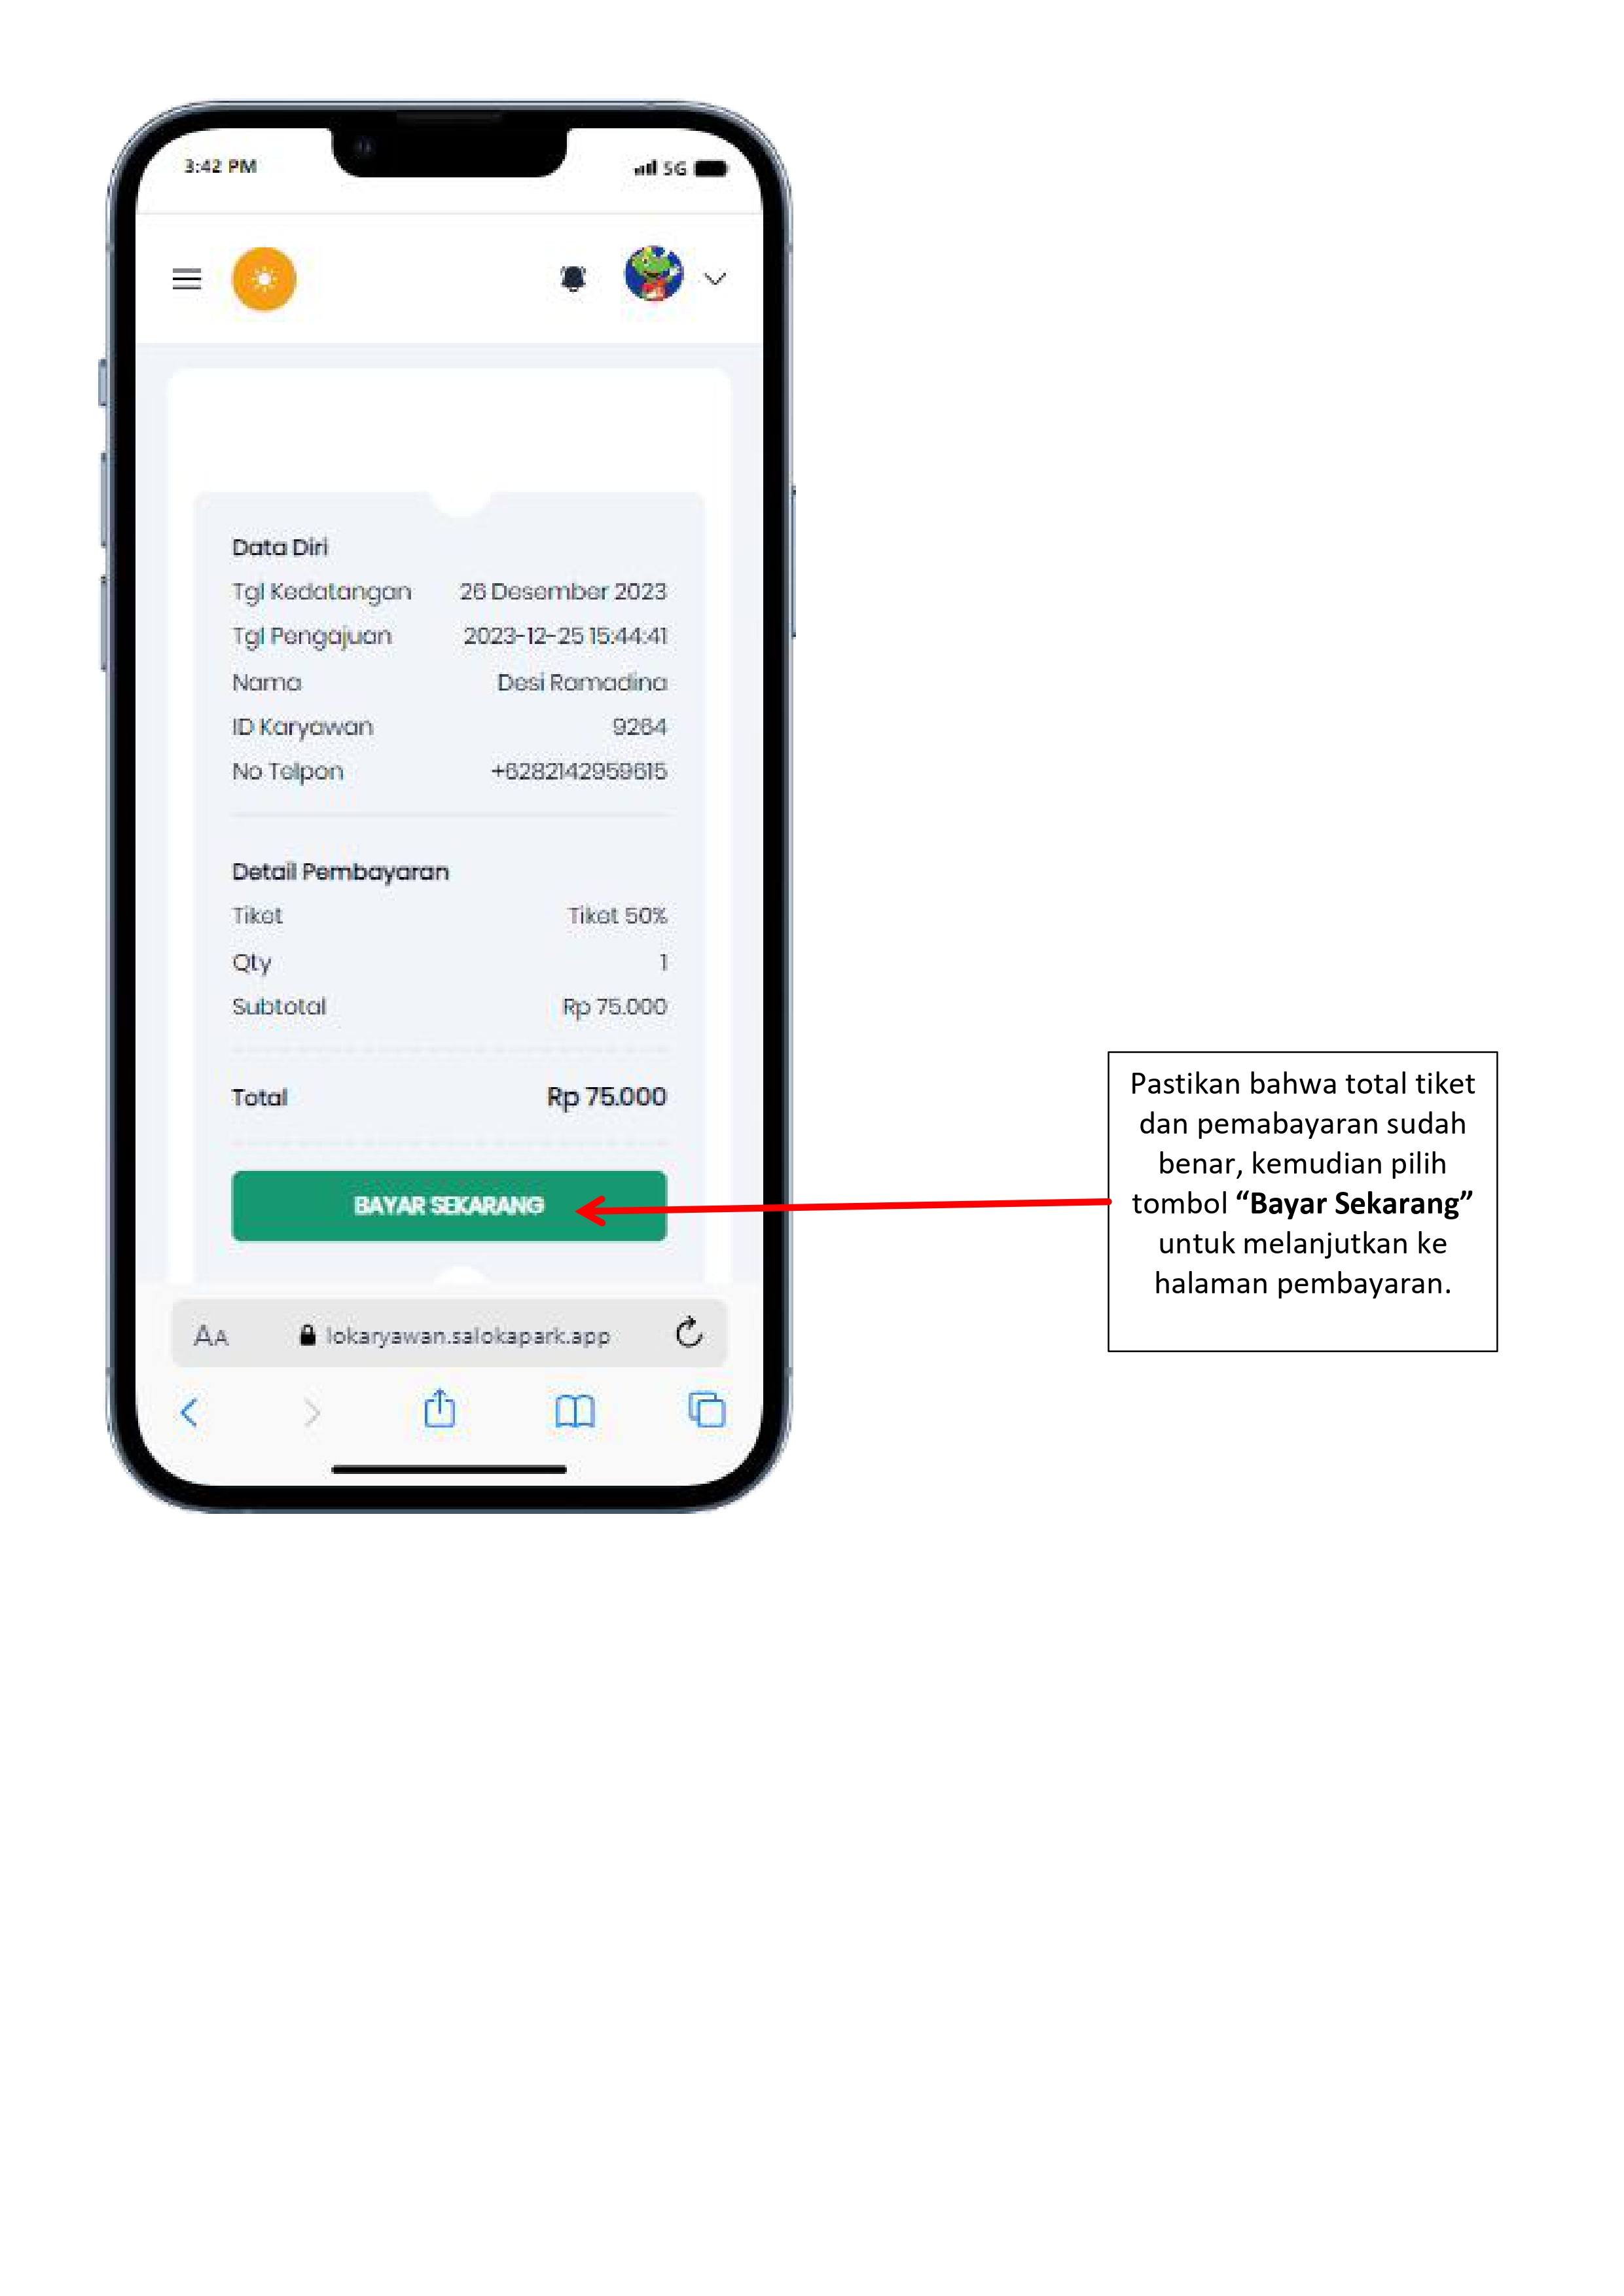 3:42 PM
5G
Data Diri
Tgl Kedatangan 26 Desember 2023
Tgl Pengajuan 2023-12-25 15:44:41
Nama Desi Ramadina
ID Karyawan 9264
No Telpon +6282142959615
Detail Pembayaran
Tiket Tiket 50%
Qty 1
Subtotal Rp 75.000
Total Rp 75.000
BAYAR SEKARANG
AA lokaryawan.salokapark.app
Pastikan bahwa total tiket
dan pemabayaran sudah
benar, kemudian pilih
tombol “Bayar Sekarang”
untuk melanjutkan ke
halaman pembayaran.